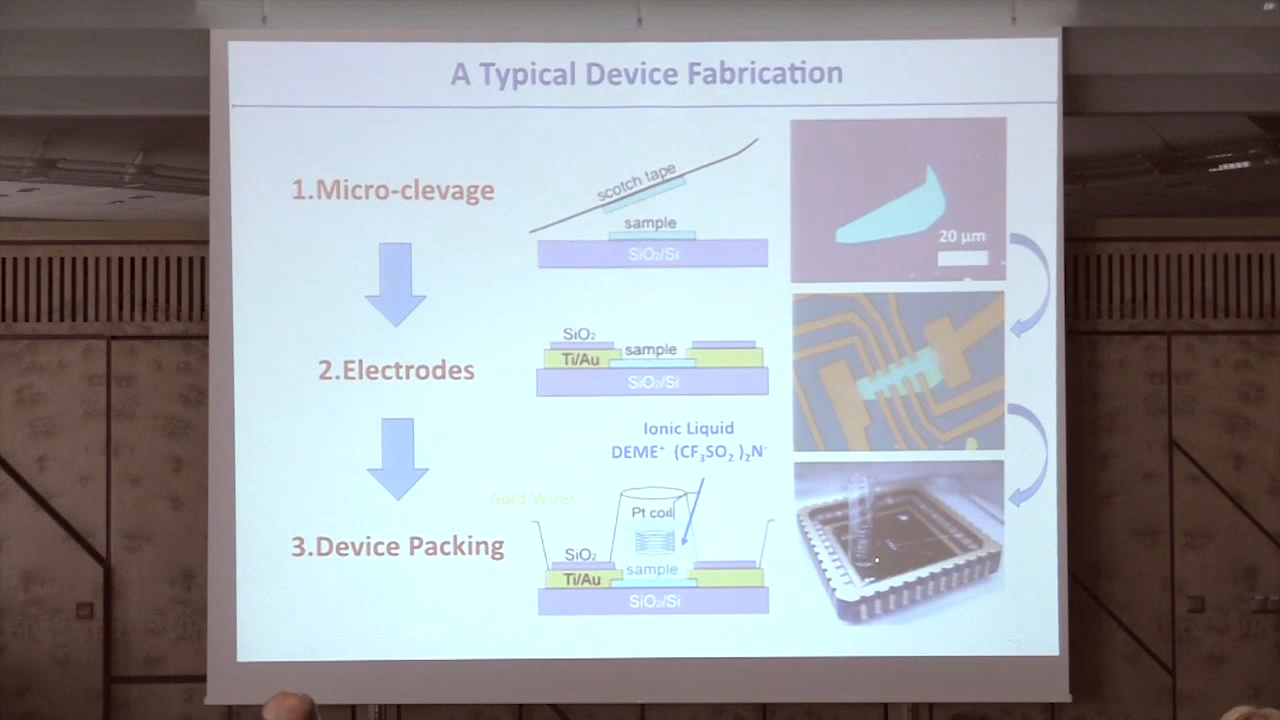 A Typical Device Fabrication
1.Micro-clevage
scotch tape
sample
SiO₂/Si
20 μm
2.Electrodes
SiO₂
Ti/Au
sample
SiO₂/Si
Ionic Liquid
DEME⁺ (CF₃SO₂ )₂N⁻
Gold Wires
3.Device Packing
Pt coil
SiO₂
Ti/Au
sample
SiO₂/Si